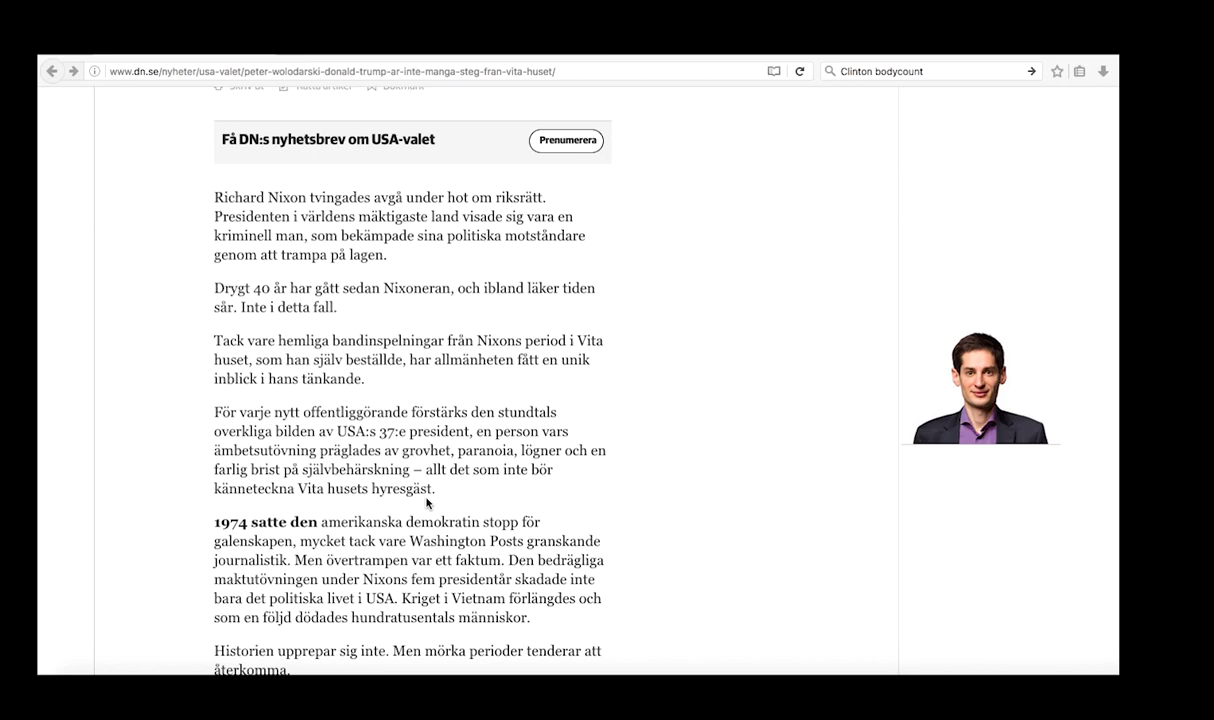 www.dn.se/nyheter/usa-valet/peter-wolodarski-donald-trump-ar-inte-manga-steg-fran-vita-huset/
Clinton bodycount
Skriv ut Rätta artikel Bokmärk
Få DN:s nyhetsbrev om USA-valet
Prenumerera
Richard Nixon tvingades avgå under hot om riksrätt.
Presidenten i världens mäktigaste land visade sig vara en
kriminell man, som bekämpade sina politiska motståndare
genom att trampa på lagen.
Drygt 40 år har gått sedan Nixoneran, och ibland läker tiden
sår. Inte i detta fall.
Tack vare hemliga bandinspelningar från Nixons period i Vita
huset, som han själv beställde, har allmänheten fått en unik
inblick i hans tänkande.
För varje nytt offentliggörande förstärks den stundtals
overkliga bilden av USA:s 37:e president, en person vars
ämbetsutövning präglades av grovhet, paranoia, lögner och en
farlig brist på självbehärskning – allt det som inte bör
känneteckna Vita husets hyresgäst.
1974 satte den amerikanska demokratin stopp för
galenskapen, mycket tack vare Washington Posts granskande
journalistik. Men övertrampen var ett faktum. Den bedrägliga
maktutövningen under Nixons fem presidentår skadade inte
bara det politiska livet i USA. Kriget i Vietnam förlängdes och
som en följd dödades hundratusentals människor.
Historien upprepar sig inte. Men mörka perioder tenderar att
återkomma.